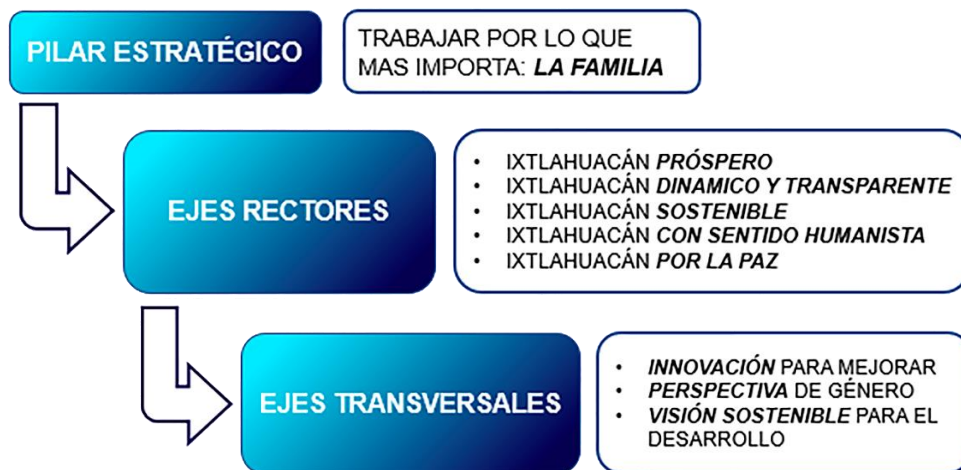 PILAR ESTRATÉGICO
TRABAJAR POR LO QUE
MAS IMPORTA: LA FAMILIA
EJES RECTORES
• IXTLAHUACÁN PRÓSPERO
• IXTLAHUACÁN DINAMICO Y TRANSPARENTE
• IXTLAHUACÁN SOSTENIBLE
• IXTLAHUACÁN CON SENTIDO HUMANISTA
• IXTLAHUACÁN POR LA PAZ
EJES TRANSVERSALES
• INNOVACIÓN PARA MEJORAR
• PERSPECTIVA DE GÉNERO
• VISIÓN SOSTENIBLE PARA EL
DESARROLLO